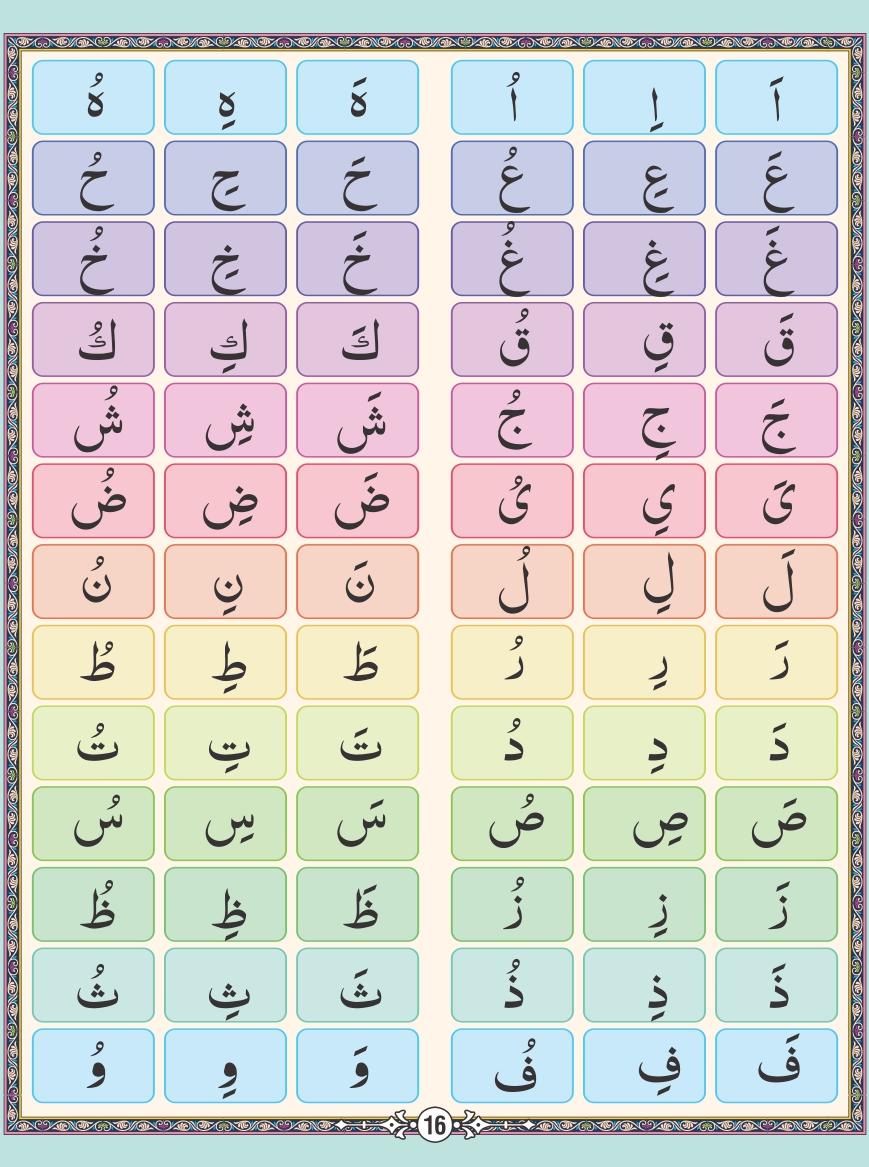 اَ اِ اُ هَ هِ هُ
عَ عِ عُ حَ حِ حُ
غَ غِ غُ خَ خِ خُ
قَ قِ قُ كَ كِ كُ
جَ جِ جُ شَ شِ شُ
یَ یِ یُ ضَ ضِ ضُ
لَ لِ لُ نَ نِ نُ
رَ رِ رُ طَ طِ طُ
دَ دِ دُ تَ تِ تُ
صَ صِ صُ سَ سِ سُ
زَ زِ زُ ظَ ظِ ظُ
ذَ ذِ ذُ ثَ ثِ ثُ
فَ فِ فُ وَ وِ وُ
16